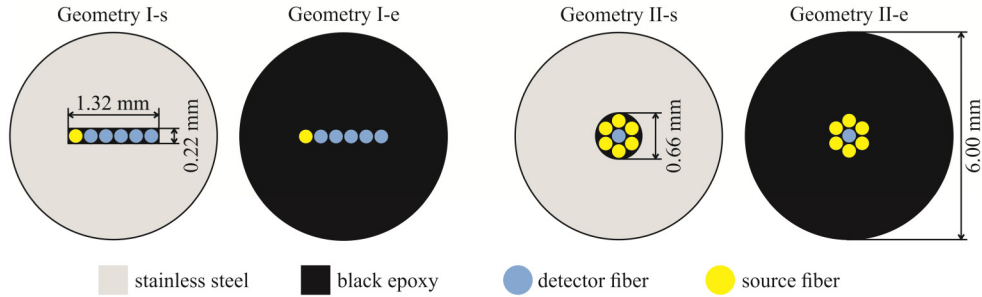 Geometry I-s
Geometry I-e
Geometry II-s
Geometry II-e
1.32 mm
0.22 mm
0.66 mm
6.00 mm
stainless steel
black epoxy
detector fiber
source fiber